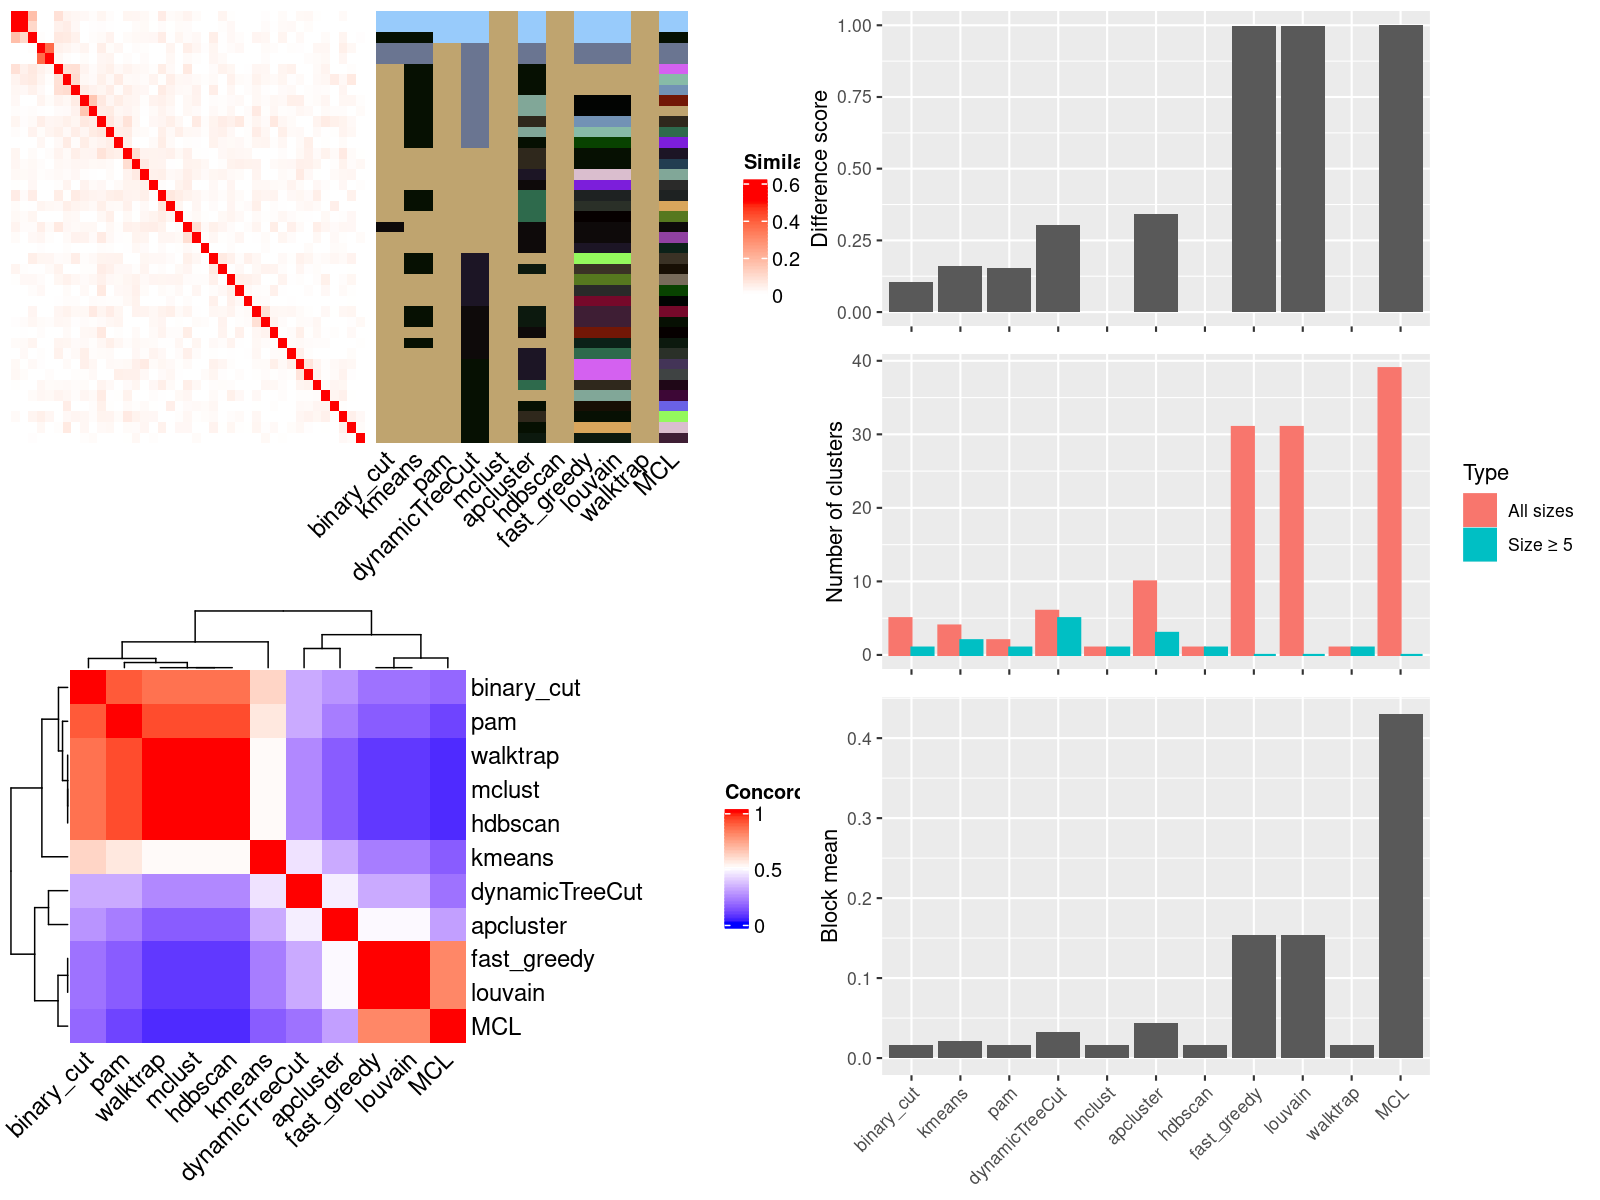 Simila
0.6
0.4
0.2
0
binary_cut
kmeans
pam
dynamicTreeCut
mclust
apcluster
hdbscan
fast_greedy
louvain
walktrap
MCL
binary_cut
pam
walktrap
mclust
hdbscan
kmeans
dynamicTreeCut
apcluster
fast_greedy
louvain
MCL
Concord
1
0.5
0
binary_cut
pam
walktrap
mclust
hdbscan
kmeans
dynamicTreeCut
apcluster
fast_greedy
louvain
MCL
Difference score
1.00
0.75
0.50
0.25
0.00
Number of clusters
40
30
20
10
0
Type
All sizes
Size ≥ 5
Block mean
0.4
0.3
0.2
0.1
0.0
binary_cut
kmeans
pam
dynamicTreeCut
mclust
apcluster
hdbscan
fast_greedy
louvain
walktrap
MCL